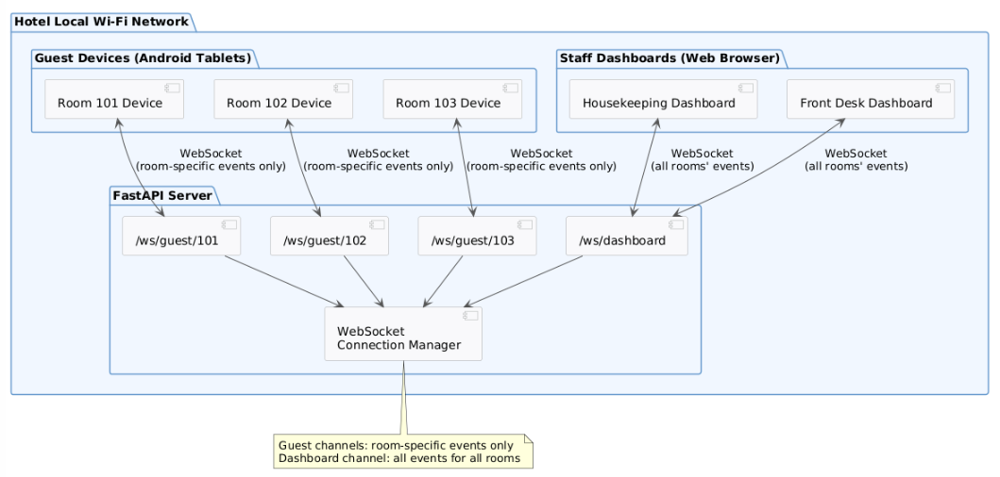 Hotel Local Wi-Fi Network
Guest Devices (Android Tablets)
Staff Dashboards (Web Browser)
Room 101 Device
Room 102 Device
Room 103 Device
Housekeeping Dashboard
Front Desk Dashboard
WebSocket
(room-specific events only)
WebSocket
(room-specific events only)
WebSocket
(room-specific events only)
WebSocket
(all rooms' events)
WebSocket
(all rooms' events)
FastAPI Server
/ws/guest/101
/ws/guest/102
/ws/guest/103
/ws/dashboard
WebSocket
Connection Manager
Guest channels: room-specific events only
Dashboard channel: all events for all rooms